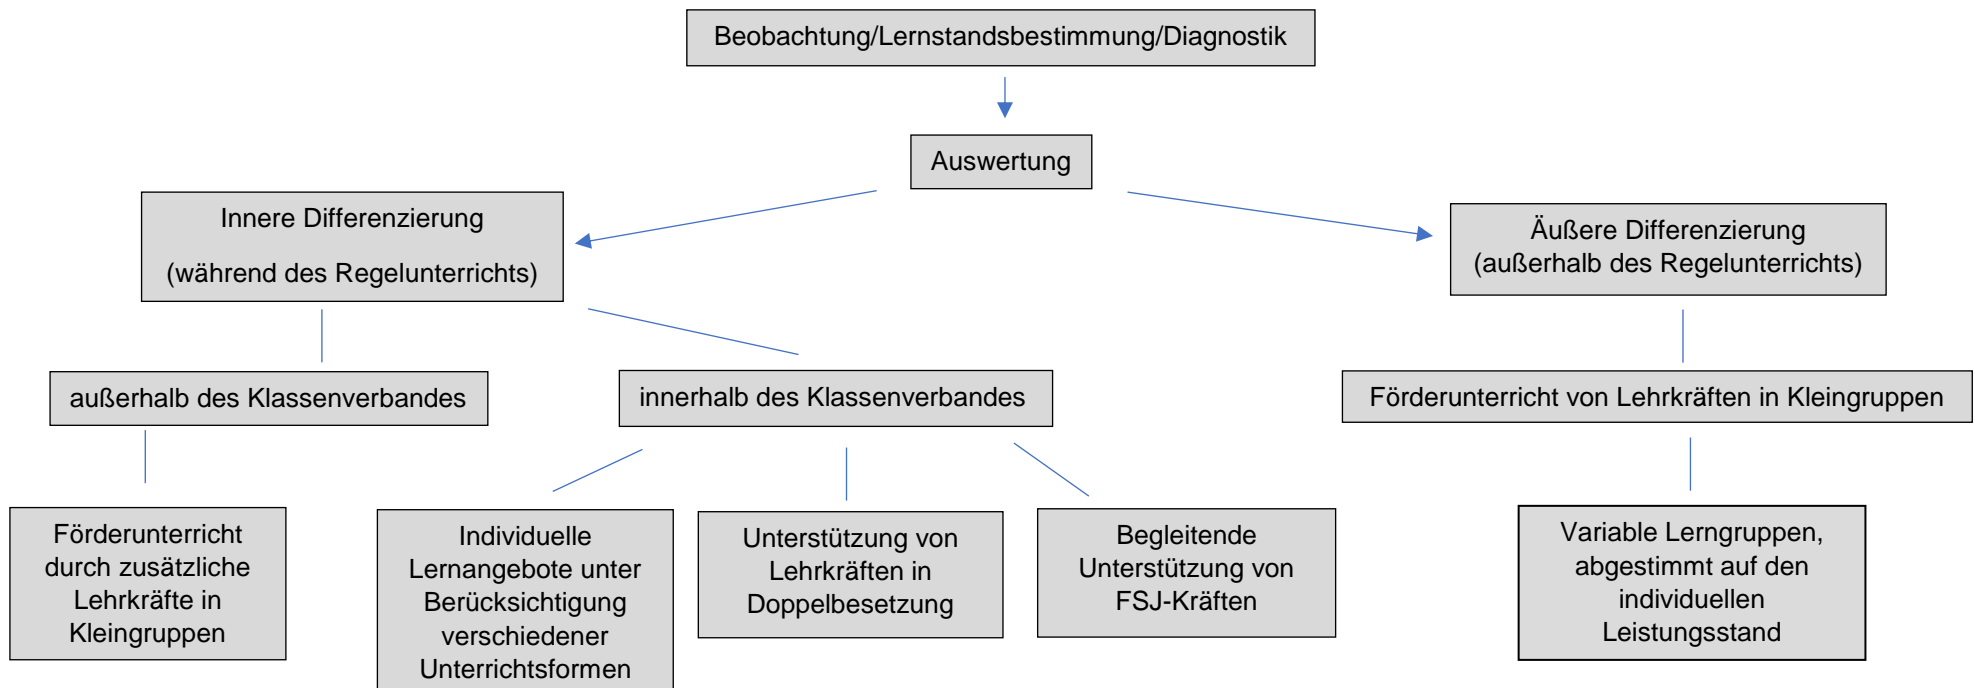 Beobachtung/Lernstandsbestimmung/Diagnostik
Auswertung
Innere Differenzierung
(während des Regelunterrichts)
Äußere Differenzierung
(außerhalb des Regelunterrichts)
außerhalb des Klassenverbandes
innerhalb des Klassenverbandes
Förderunterricht von Lehrkräften in Kleingruppen
Förderunterricht
durch zusätzliche
Lehrkräfte in
Kleingruppen
Individuelle
Lernangebote unter
Berücksichtigung
verschiedener
Unterrichtsformen
Unterstützung von
Lehrkräften in
Doppelbesetzung
Begleitende
Unterstützung von
FSJ-Kräften
Variable Lerngruppen,
abgestimmt auf den
individuellen
Leistungsstand